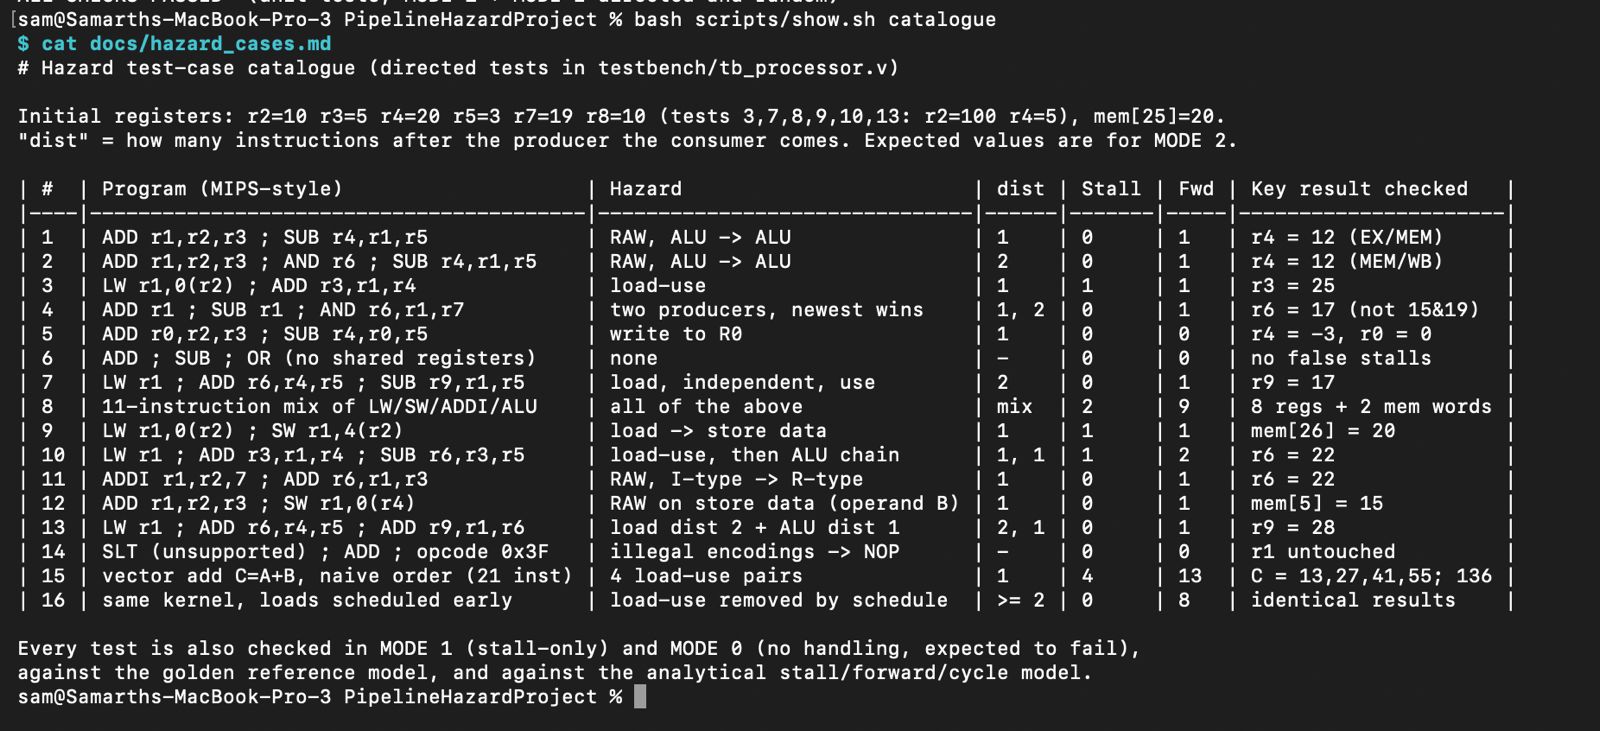 [sam@Samarths-MacBook-Pro-3 PipelineHazardProject % bash scripts/show.sh catalogue
$ cat docs/hazard_cases.md
# Hazard test-case catalogue (directed tests in testbench/tb_processor.v)
Initial registers: r2=10 r3=5 r4=20 r5=3 r7=19 r8=10 (tests 3,7,8,9,10,13: r2=100 r4=5), mem[25]=20.
"dist" = how many instructions after the producer the consumer comes. Expected values are for MODE 2.
| # | Program (MIPS-style) | Hazard | dist | Stall | Fwd | Key result checked |
|----|-----------------------------------------|-------------------------------|------|-------|-----|----------------------|
| 1 | ADD r1,r2,r3 ; SUB r4,r1,r5 | RAW, ALU -> ALU | 1 | 0 | 1 | r4 = 12 (EX/MEM) |
| 2 | ADD r1,r2,r3 ; AND r6 ; SUB r4,r1,r5 | RAW, ALU -> ALU | 2 | 0 | 1 | r4 = 12 (MEM/WB) |
| 3 | LW r1,0(r2) ; ADD r3,r1,r4 | load-use | 1 | 1 | 1 | r3 = 25 |
| 4 | ADD r1 ; SUB r1 ; AND r6,r1,r7 | two producers, newest wins | 1, 2 | 0 | 1 | r6 = 17 (not 15&19) |
| 5 | ADD r0,r2,r3 ; SUB r4,r0,r5 | write to R0 | 1 | 0 | 0 | r4 = -3, r0 = 0 |
| 6 | ADD ; SUB ; OR (no shared registers) | none | - | 0 | 0 | no false stalls |
| 7 | LW r1 ; ADD r6,r4,r5 ; SUB r9,r1,r5 | load, independent, use | 2 | 0 | 1 | r9 = 17 |
| 8 | 11-instruction mix of LW/SW/ADDI/ALU | all of the above | mix | 2 | 9 | 8 regs + 2 mem words |
| 9 | LW r1,0(r2) ; SW r1,4(r2) | load -> store data | 1 | 1 | 1 | mem[26] = 20 |
| 10 | LW r1 ; ADD r3,r1,r4 ; SUB r6,r3,r5 | load-use, then ALU chain | 1, 1 | 1 | 2 | r6 = 22 |
| 11 | ADDI r1,r2,7 ; ADD r6,r1,r3 | RAW, I-type -> R-type | 1 | 0 | 1 | r6 = 22 |
| 12 | ADD r1,r2,r3 ; SW r1,0(r4) | RAW on store data (operand B) | 1 | 0 | 1 | mem[5] = 15 |
| 13 | LW r1 ; ADD r6,r4,r5 ; ADD r9,r1,r6 | load dist 2 + ALU dist 1 | 2, 1 | 0 | 1 | r9 = 28 |
| 14 | SLT (unsupported) ; ADD ; opcode 0x3F | illegal encodings -> NOP | - | 0 | 0 | r1 untouched |
| 15 | vector add C=A+B, naive order (21 inst) | 4 load-use pairs | 1 | 4 | 13 | C = 13,27,41,55; 136 |
| 16 | same kernel, loads scheduled early | load-use removed by schedule | >= 2 | 0 | 8 | identical results |
Every test is also checked in MODE 1 (stall-only) and MODE 0 (no handling, expected to fail),
against the golden reference model, and against the analytical stall/forward/cycle model.
sam@Samarths-MacBook-Pro-3 PipelineHazardProject %